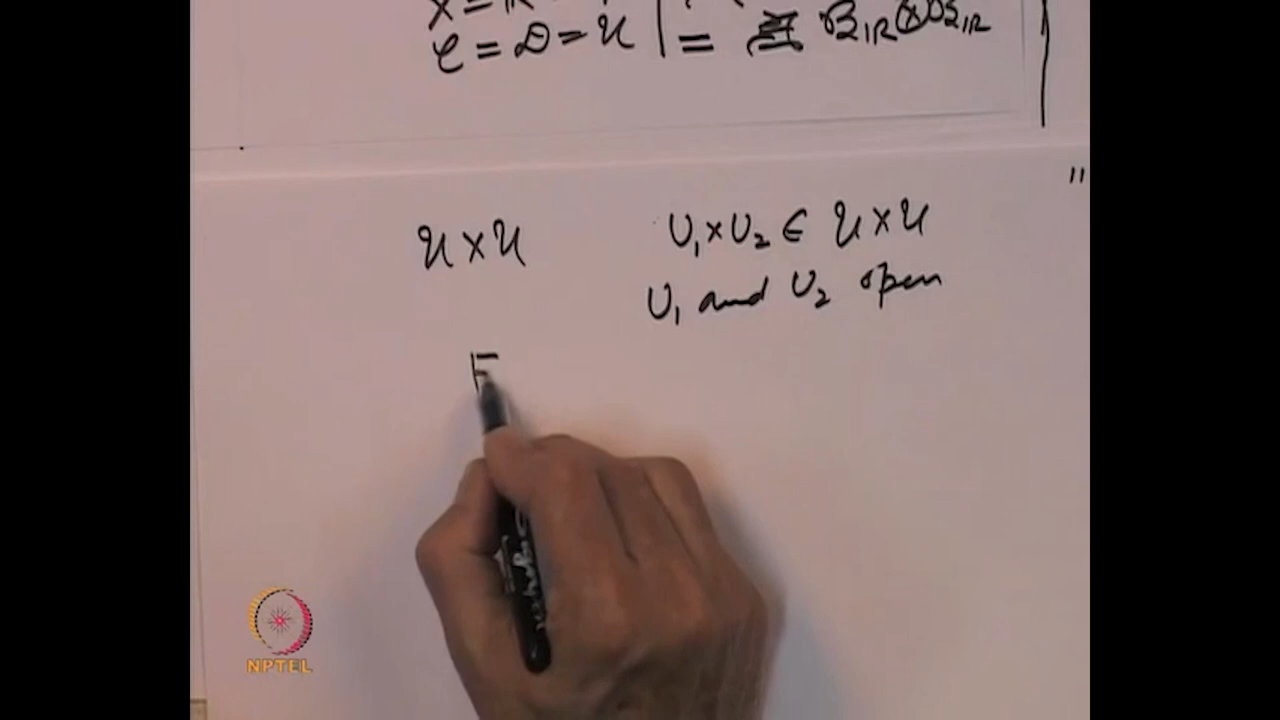 X = ℝ
𝒞 = 𝒟 = 𝒰 | = ℬ_ℝ ⊗ ℬ_ℝ
𝒰 × 𝒰
U₁ × U₂ ∈ 𝒰 × 𝒰
U₁ and U₂ open
E
NPTEL